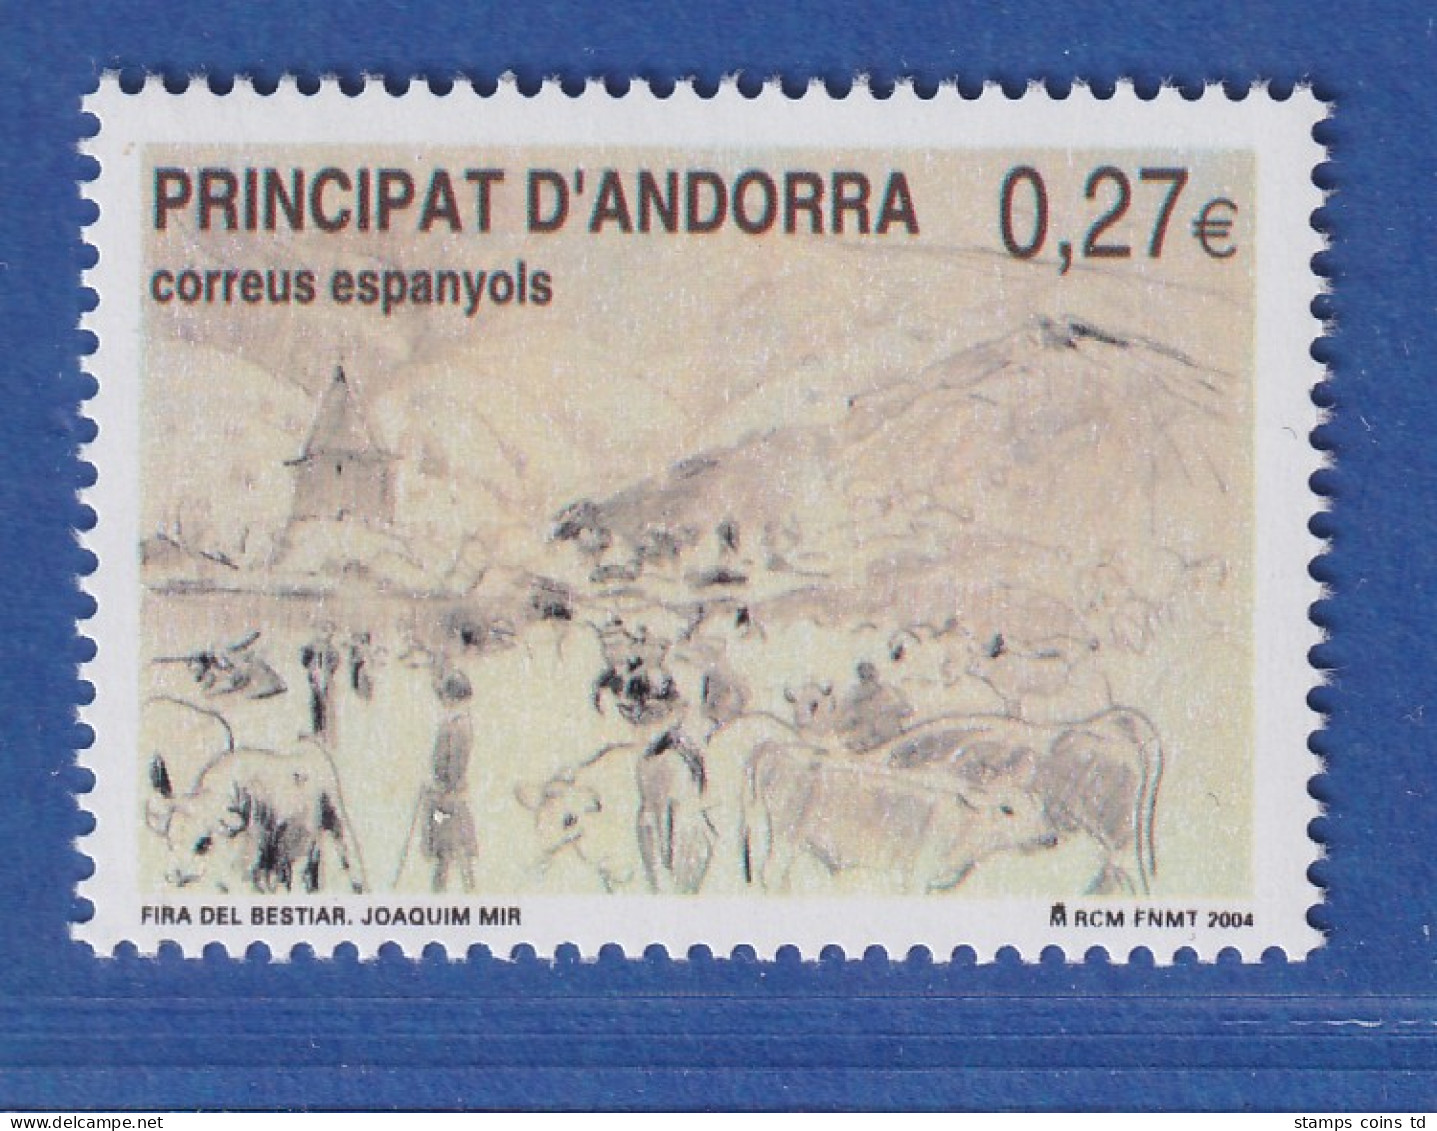 PRINCIPAT D'ANDORRA 0,27€
correus espanyols
FIRA DEL BESTIAR. JOAQUIM MIR RCM FNMT 2004
stamps coins td